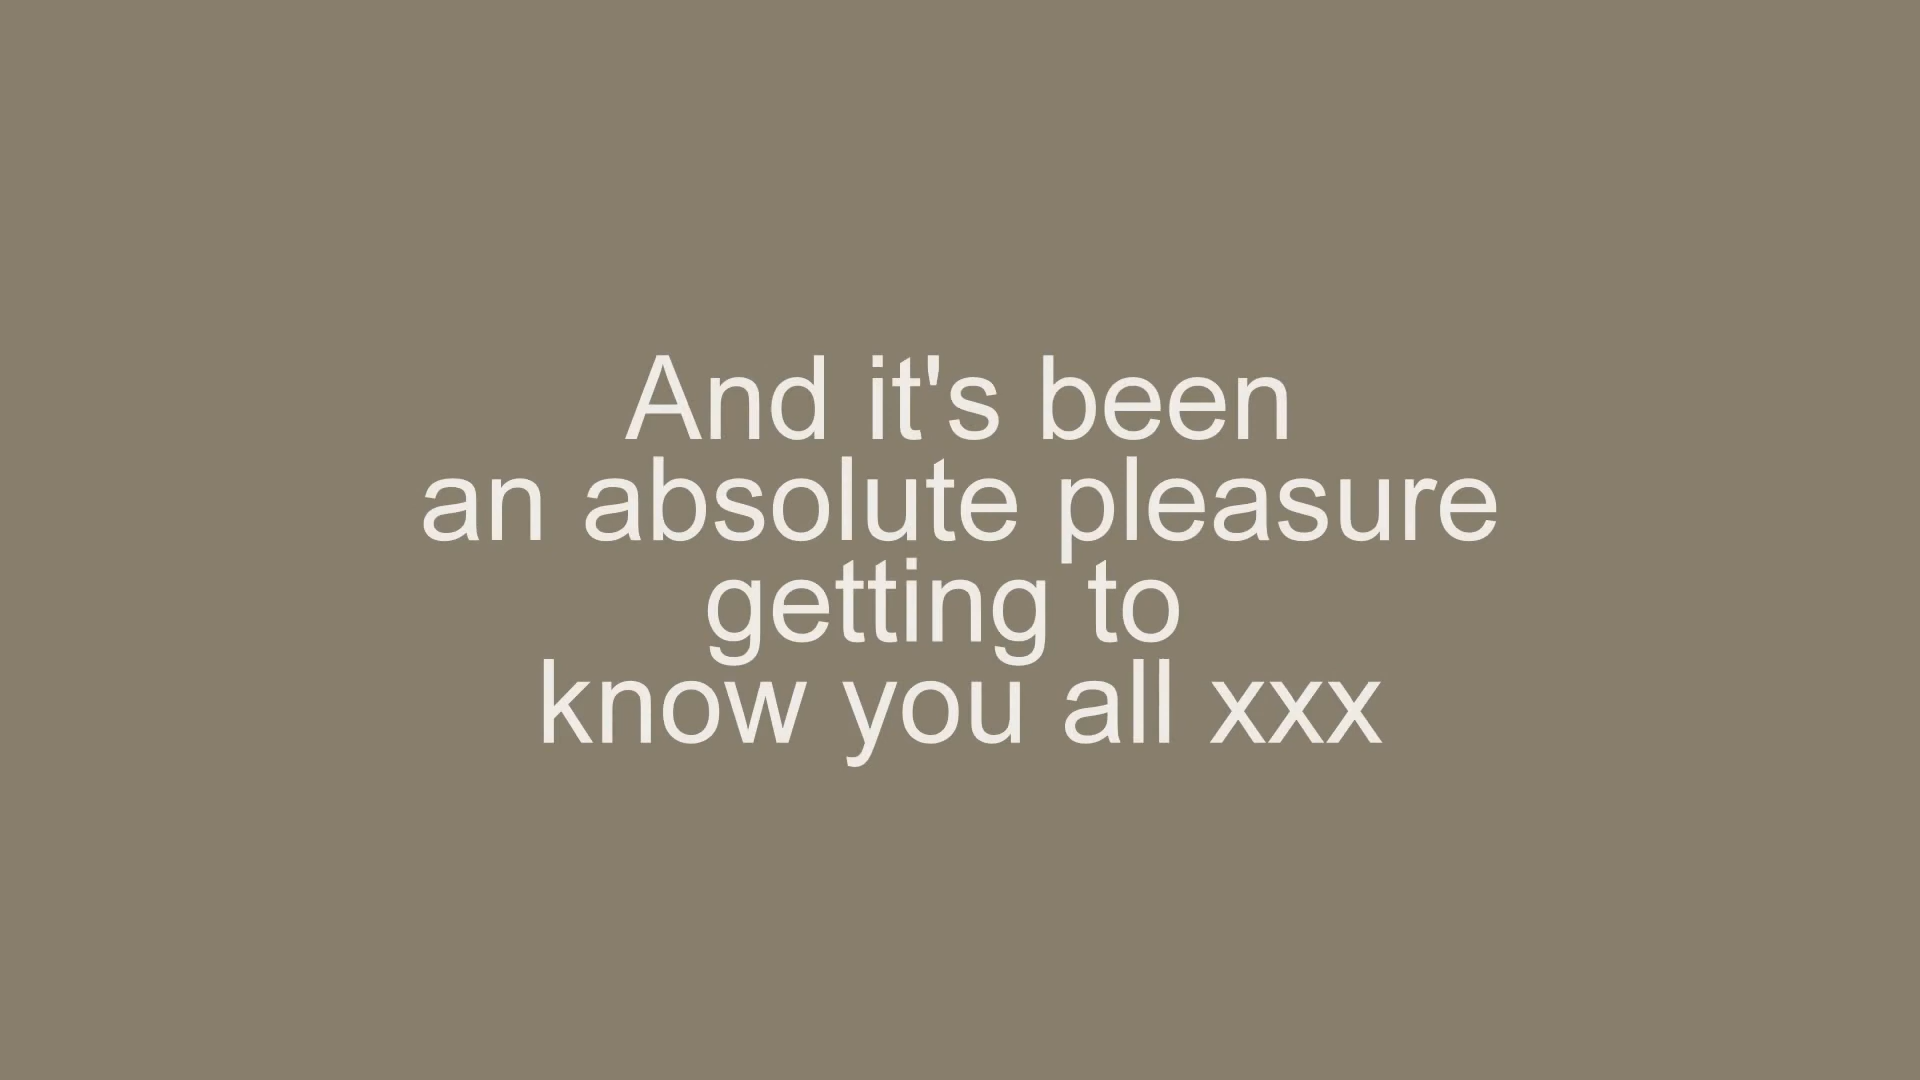 And it's been
an absolute pleasure
getting to
know you all xxx